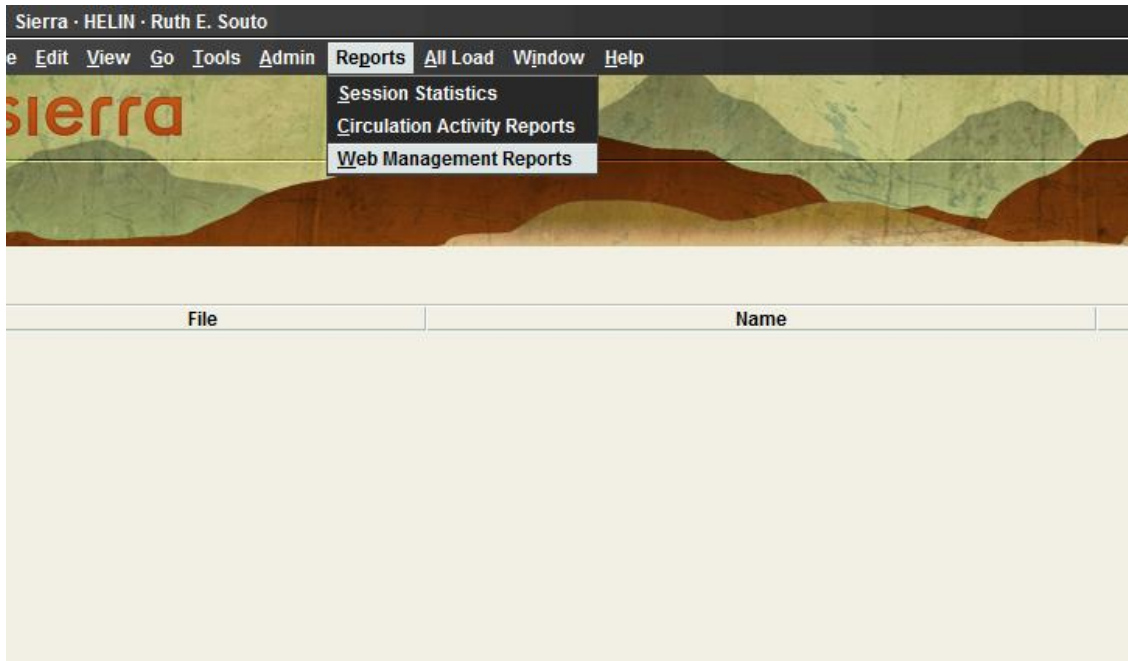 Sierra · HELIN · Ruth E. Souto
e Edit View Go Tools Admin Reports All Load Window Help
sierra
Session Statistics
Circulation Activity Reports
Web Management Reports
File Name